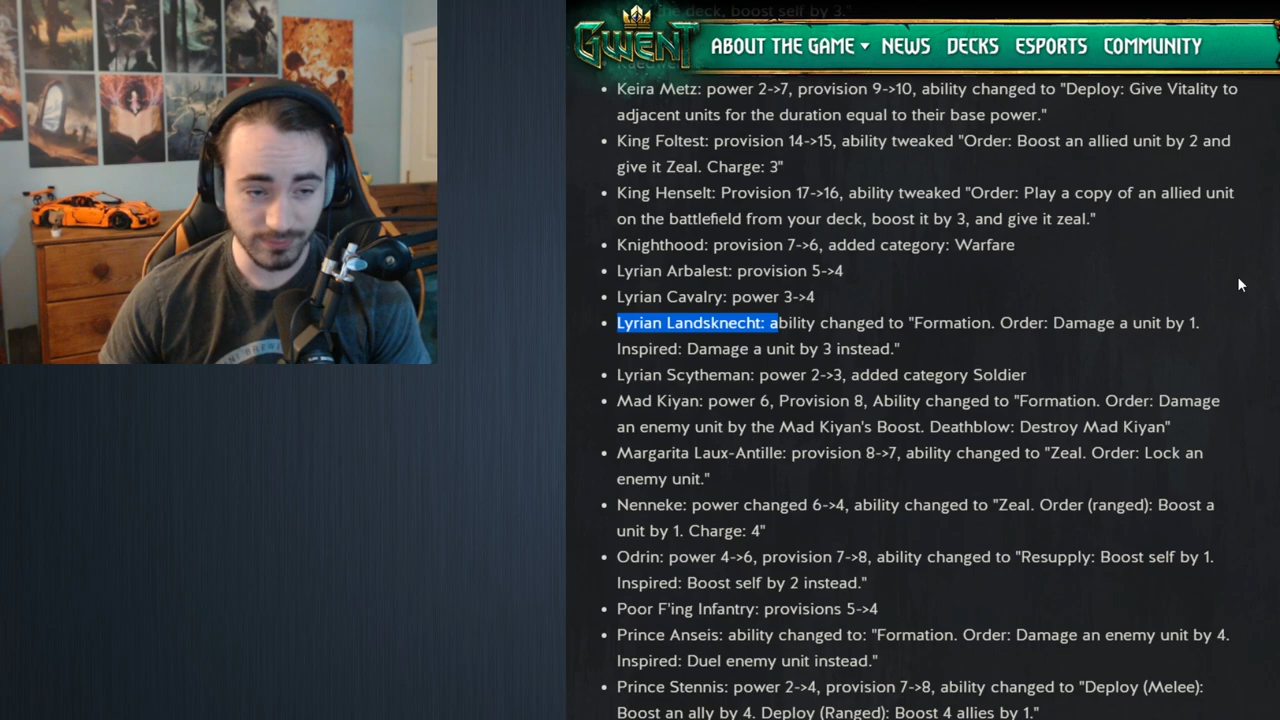 the deck, boost self by 3."
GWENT
ABOUT THE GAME NEWS DECKS ESPORTS COMMUNITY
• Keira Metz: power 2->7, provision 9->10, ability changed to "Deploy: Give Vitality to
adjacent units for the duration equal to their base power."
• King Foltest: provision 14->15, ability tweaked "Order: Boost an allied unit by 2 and
give it Zeal. Charge: 3"
• King Henselt: Provision 17->16, ability tweaked "Order: Play a copy of an allied unit
on the battlefield from your deck, boost it by 3, and give it zeal."
• Knighthood: provision 7->6, added category: Warfare
• Lyrian Arbalest: provision 5->4
• Lyrian Cavalry: power 3->4
• Lyrian Landsknecht: ability changed to "Formation. Order: Damage a unit by 1.
Inspired: Damage a unit by 3 instead."
• Lyrian Scytheman: power 2->3, added category Soldier
• Mad Kiyan: power 6, Provision 8, Ability changed to "Formation. Order: Damage
an enemy unit by the Mad Kiyan's Boost. Deathblow: Destroy Mad Kiyan"
• Margarita Laux-Antille: provision 8->7, ability changed to "Zeal. Order: Lock an
enemy unit."
• Nenneke: power changed 6->4, ability changed to "Zeal. Order (ranged): Boost a
unit by 1. Charge: 4"
• Odrin: power 4->6, provision 7->8, ability changed to "Resupply: Boost self by 1.
Inspired: Boost self by 2 instead."
• Poor F'ing Infantry: provisions 5->4
• Prince Anseis: ability changed to: "Formation. Order: Damage an enemy unit by 4.
Inspired: Duel enemy unit instead."
• Prince Stennis: power 2->4, provision 7->8, ability changed to "Deploy (Melee):
Boost an ally by 4. Deploy (Ranged): Boost 4 allies by 1."